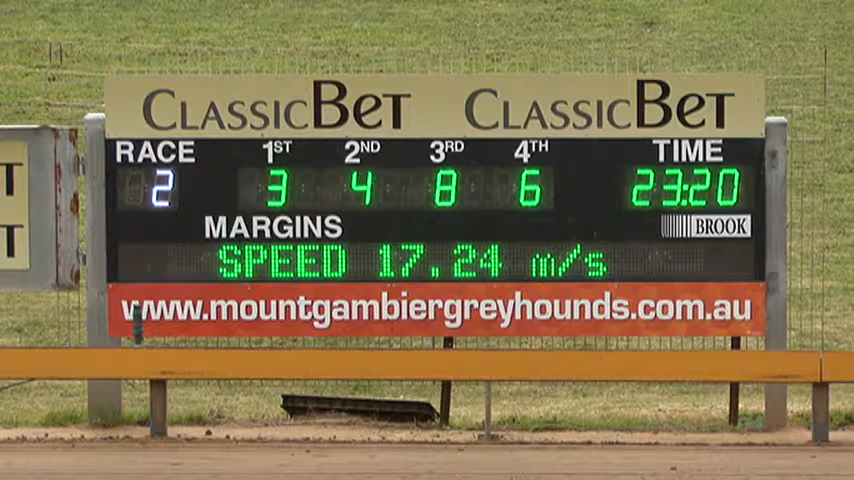 CLASSICBET CLASSICBET
RACE 1ST 2ND 3RD 4TH TIME
2 3 4 8 6 23:20
MARGINS BROOK
SPEED 17.24 m/s
www.mountgambiergreyhounds.com.au
T
T